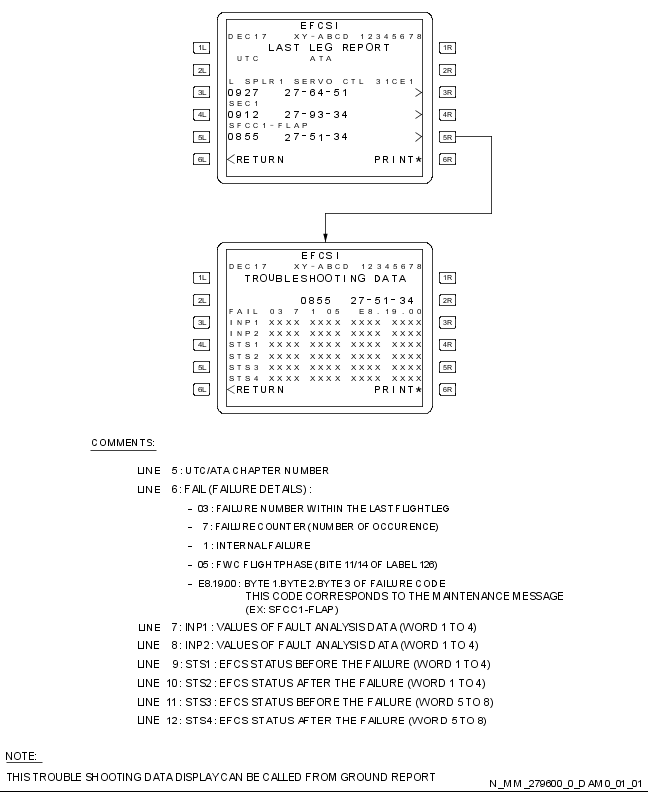 EFCSI
DEC17 XY-ABCD 12345678
LAST LEG REPORT
UTC ATA
L SPLR1 SERVO CTL 31CE1
0927 27-64-51 >
SEC1
0912 27-93-34 >
SFCC1-FLAP
0855 27-51-34 >
<RETURN PRINT*
1L
2L
3L
4L
5L
6L
1R
2R
3R
4R
5R
6R
EFCSI
DEC17 XY-ABCD 12345678
TROUBLESHOOTING DATA
0855 27-51-34
FAIL 03 7 1 05 E8.19.00
INP1 XXXX XXXX XXXX XXXX
INP2 XXXX XXXX XXXX XXXX
STS1 XXXX XXXX XXXX XXXX
STS2 XXXX XXXX XXXX XXXX
STS3 XXXX XXXX XXXX XXXX
STS4 XXXX XXXX XXXX XXXX
<RETURN PRINT*
1L
2L
3L
4L
5L
6L
1R
2R
3R
4R
5R
6R
COMMENTS:
LINE 5 : UTC/ATA CHAPTER NUMBER
LINE 6 : FAIL (FAILURE DETAILS) :
– 03 : FAILURE NUMBER WITHIN THE LAST FLIGHT LEG
– 7 : FAILURE COUNTER (NUMBER OF OCCURENCE)
– 1 : INTERNAL FAILURE
– 05 : FWC FLIGHT PHASE (BITE 11/14 OF LABEL 126)
– E8.19.00 : BYTE 1.BYTE 2.BYTE 3 OF FAILURE CODE
THIS CODE CORRESPONDS TO THE MAINTENANCE MESSAGE
(EX: SFCC1-FLAP)
LINE 7 : INP1 : VALUES OF FAULT ANALYSIS DATA (WORD 1 TO 4)
LINE 8 : INP2 : VALUES OF FAULT ANALYSIS DATA (WORD 1 TO 4)
LINE 9 : STS1 : EFCS STATUS BEFORE THE FAILURE (WORD 1 TO 4)
LINE 10 : STS2 : EFCS STATUS AFTER THE FAILURE (WORD 1 TO 4)
LINE 11 : STS3 : EFCS STATUS BEFORE THE FAILURE (WORD 5 TO 8)
LINE 12 : STS4 : EFCS STATUS AFTER THE FAILURE (WORD 5 TO 8)
NOTE:
THIS TROUBLE SHOOTING DATA DISPLAY CAN BE CALLED FROM GROUND REPORT
N_MM_279600_0_DAM0_01_01